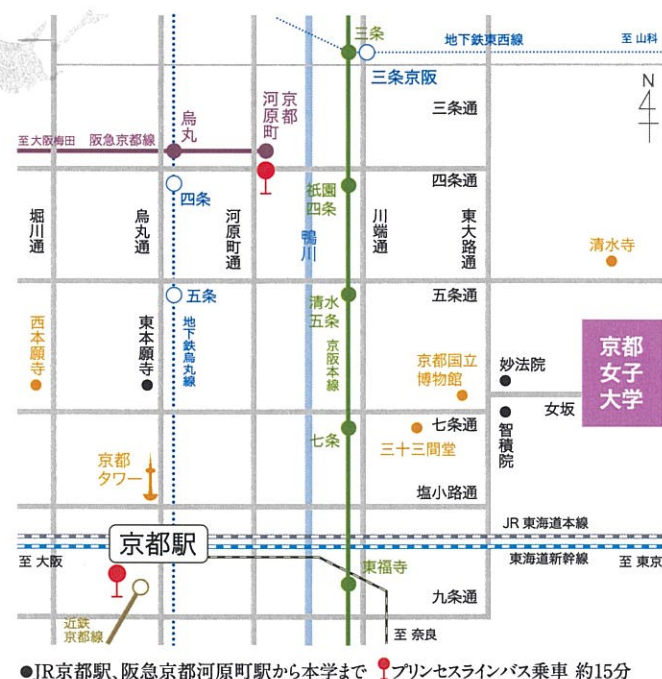 三条
地下鉄東西線
至 山科
三条京阪
N
京都
河原町
烏丸
三条通
至大阪梅田
阪急京都線
四条
祇園
四条
四条通
堀川通
烏丸通
河原町通
鴨川
川端通
東大路通
清水寺
五条
清水
五条
五条通
西本願寺
東本願寺
地下鉄烏丸線
京阪本線
京都国立
博物館
妙法院
京都
女子
大学
女坂
七条
七条通
三十三間堂
智積院
京都
タワー
塩小路通
JR 東海道本線
京都駅
至 大阪
東海道新幹線
至 東京
東福寺
九条通
近鉄
京都線
至 奈良
●JR京都駅、阪急京都河原町駅から本学まで プリンセスラインバス乗車 約15分